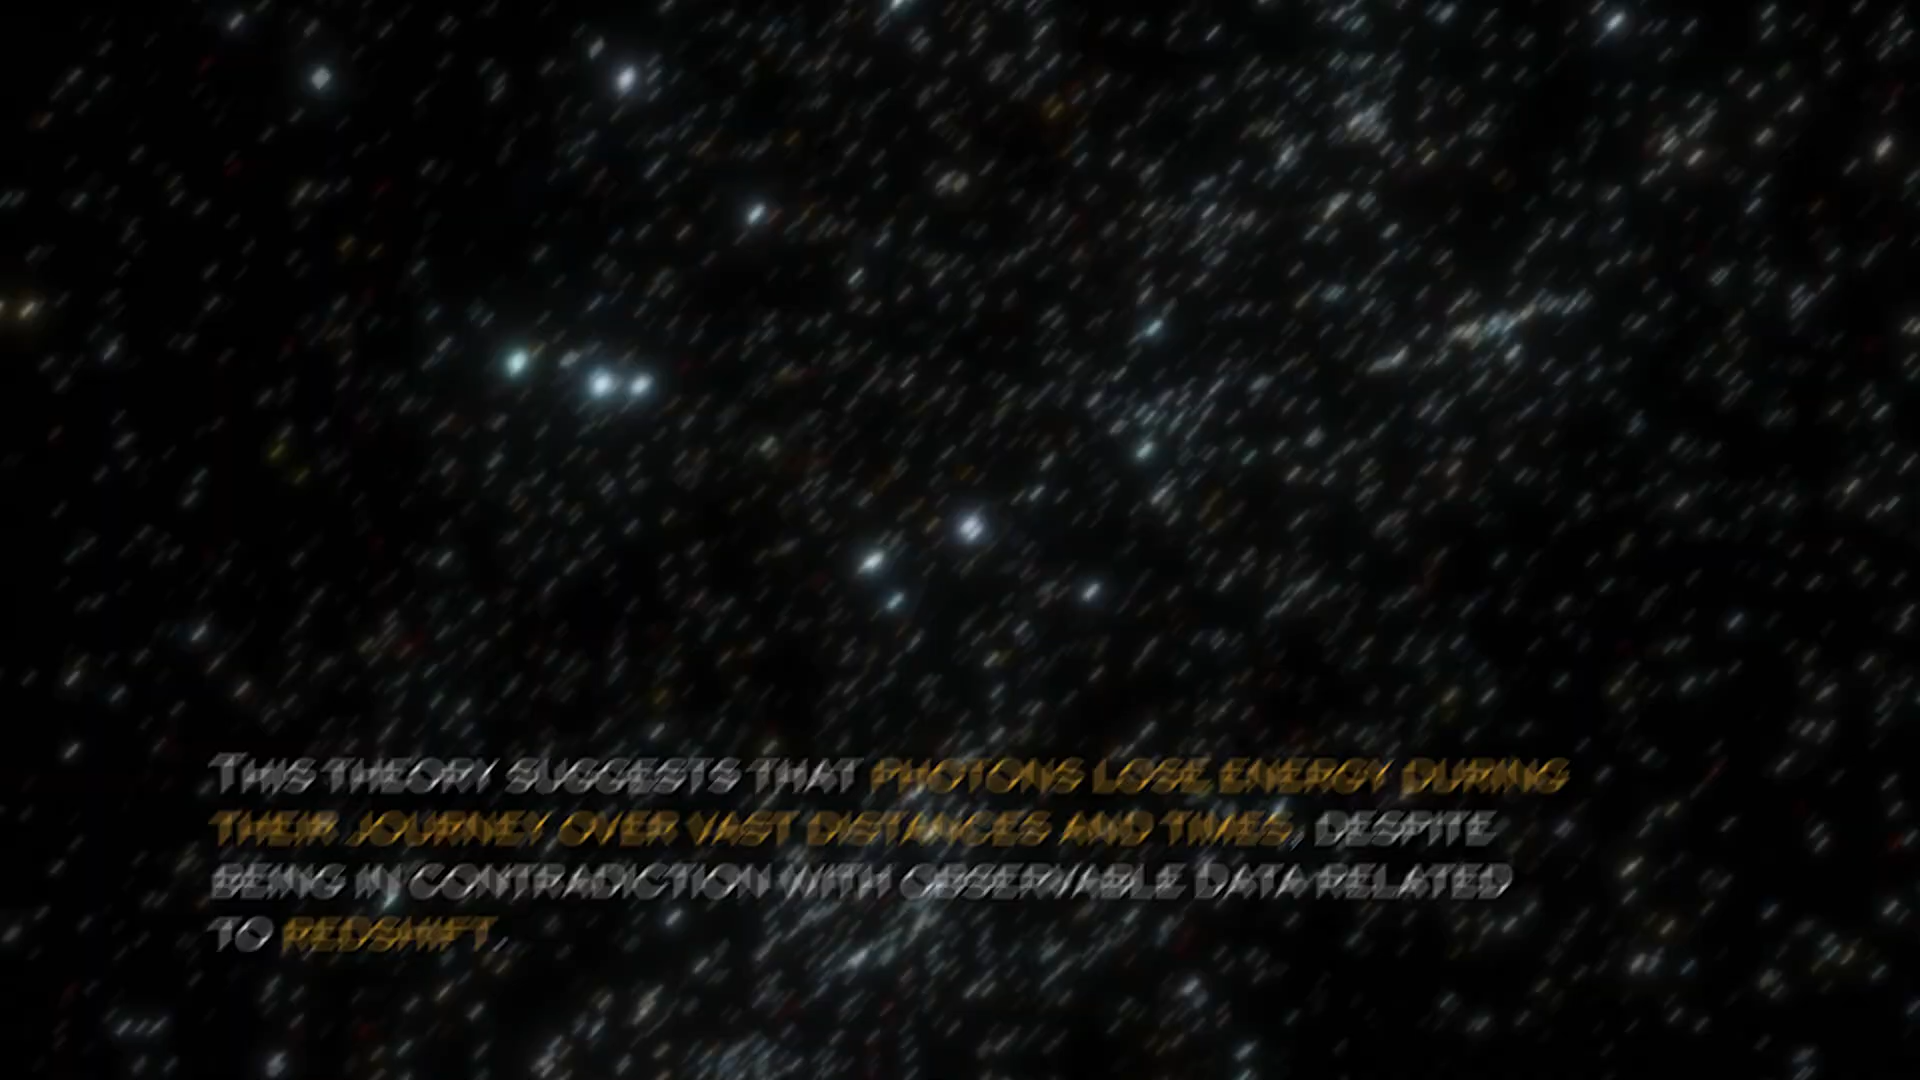 This theory suggests that photons lose energy during
their journey over vast distances and times, despite
being in contradiction with observable data related
to redshift,